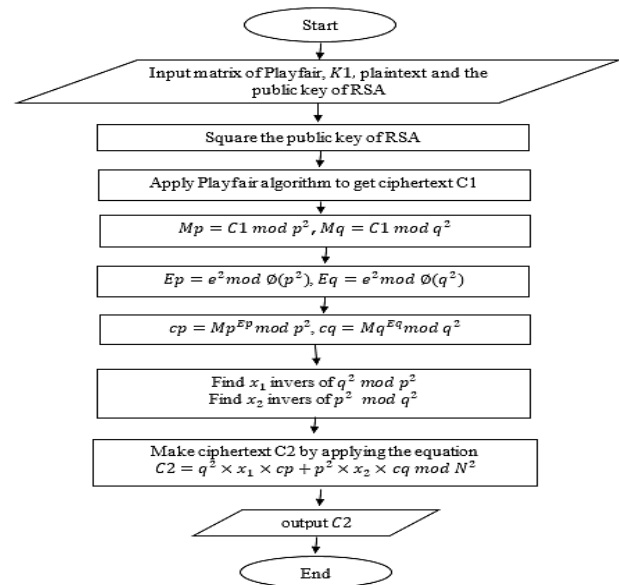 Start
Input matrix of Playfair, K1, plaintext and the
public key of RSA
Square the public key of RSA
Apply Playfair algorithm to get ciphertext C1
Mp = C1 mod p², Mq = C1 mod q²
Ep = e² mod Ø(p²), Eq = e² mod Ø(q²)
cp = Mp^Ep mod p², cq = Mq^Eq mod q²
Find x₁ invers of q² mod p²
Find x₂ invers of p² mod q²
Make ciphertext C2 by applying the equation
C2 = q² × x₁ × cp + p² × x₂ × cq mod N²
output C2
End